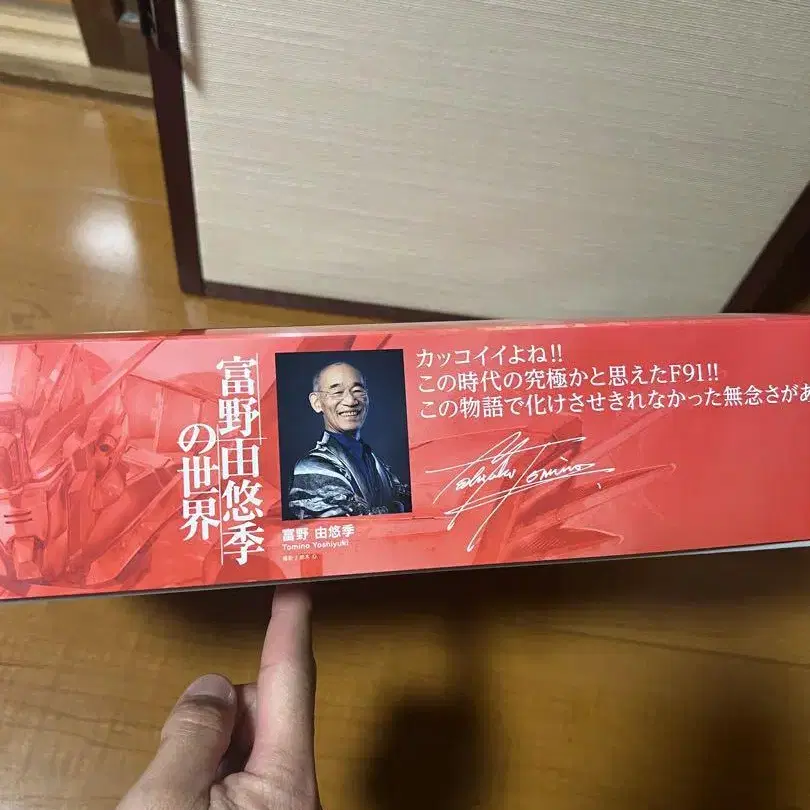 富野由悠季
の世界
カッコイイよね!!
この時代の究極かと思えたF91!!
この物語で化けさせきれなかった無念さがあ
富野 由悠季
Tomino Yoshiyuki